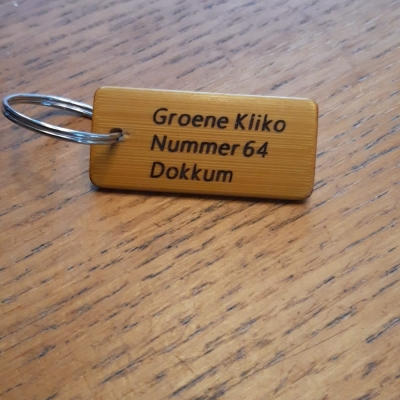 Groene Kliko
Nummer 64
Dokkum